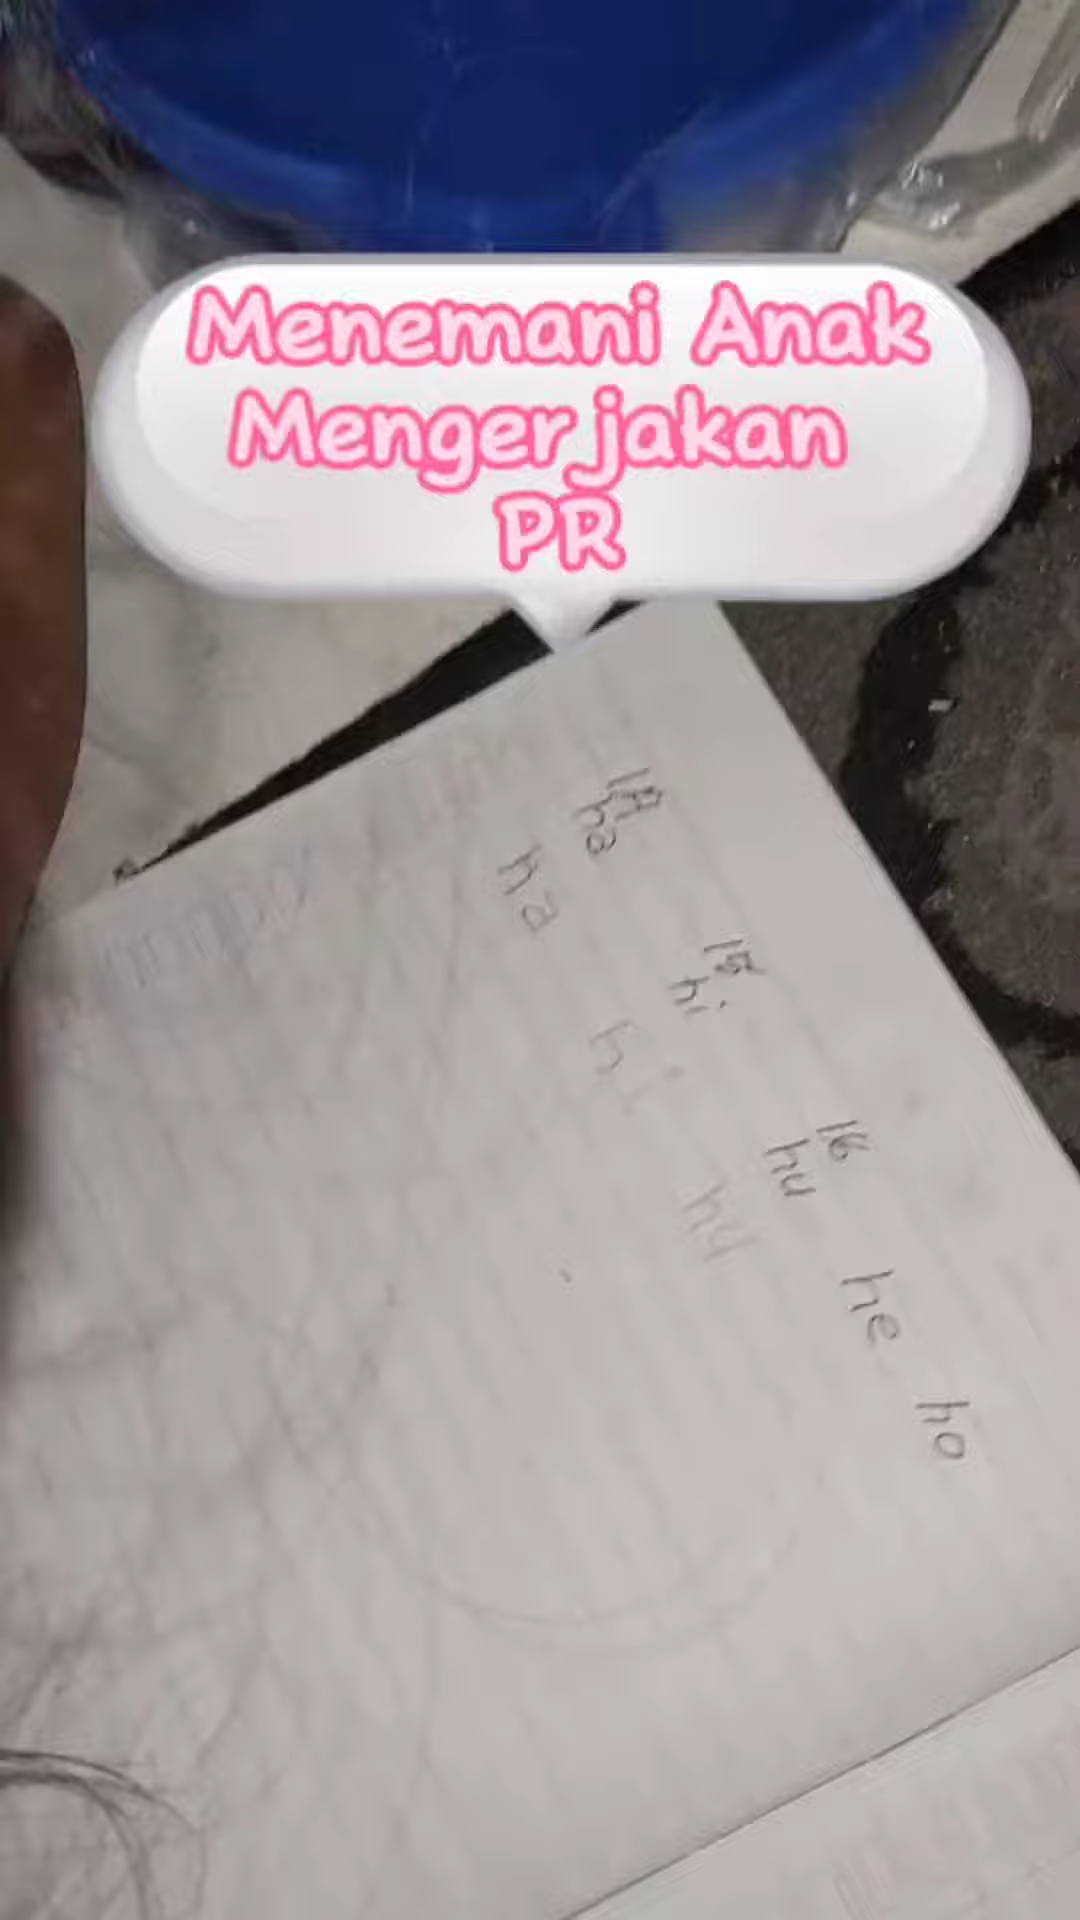 Menemani Anak
Mengerjakan
PR
14 15 16
ha hi hu he ho
ha hi hu